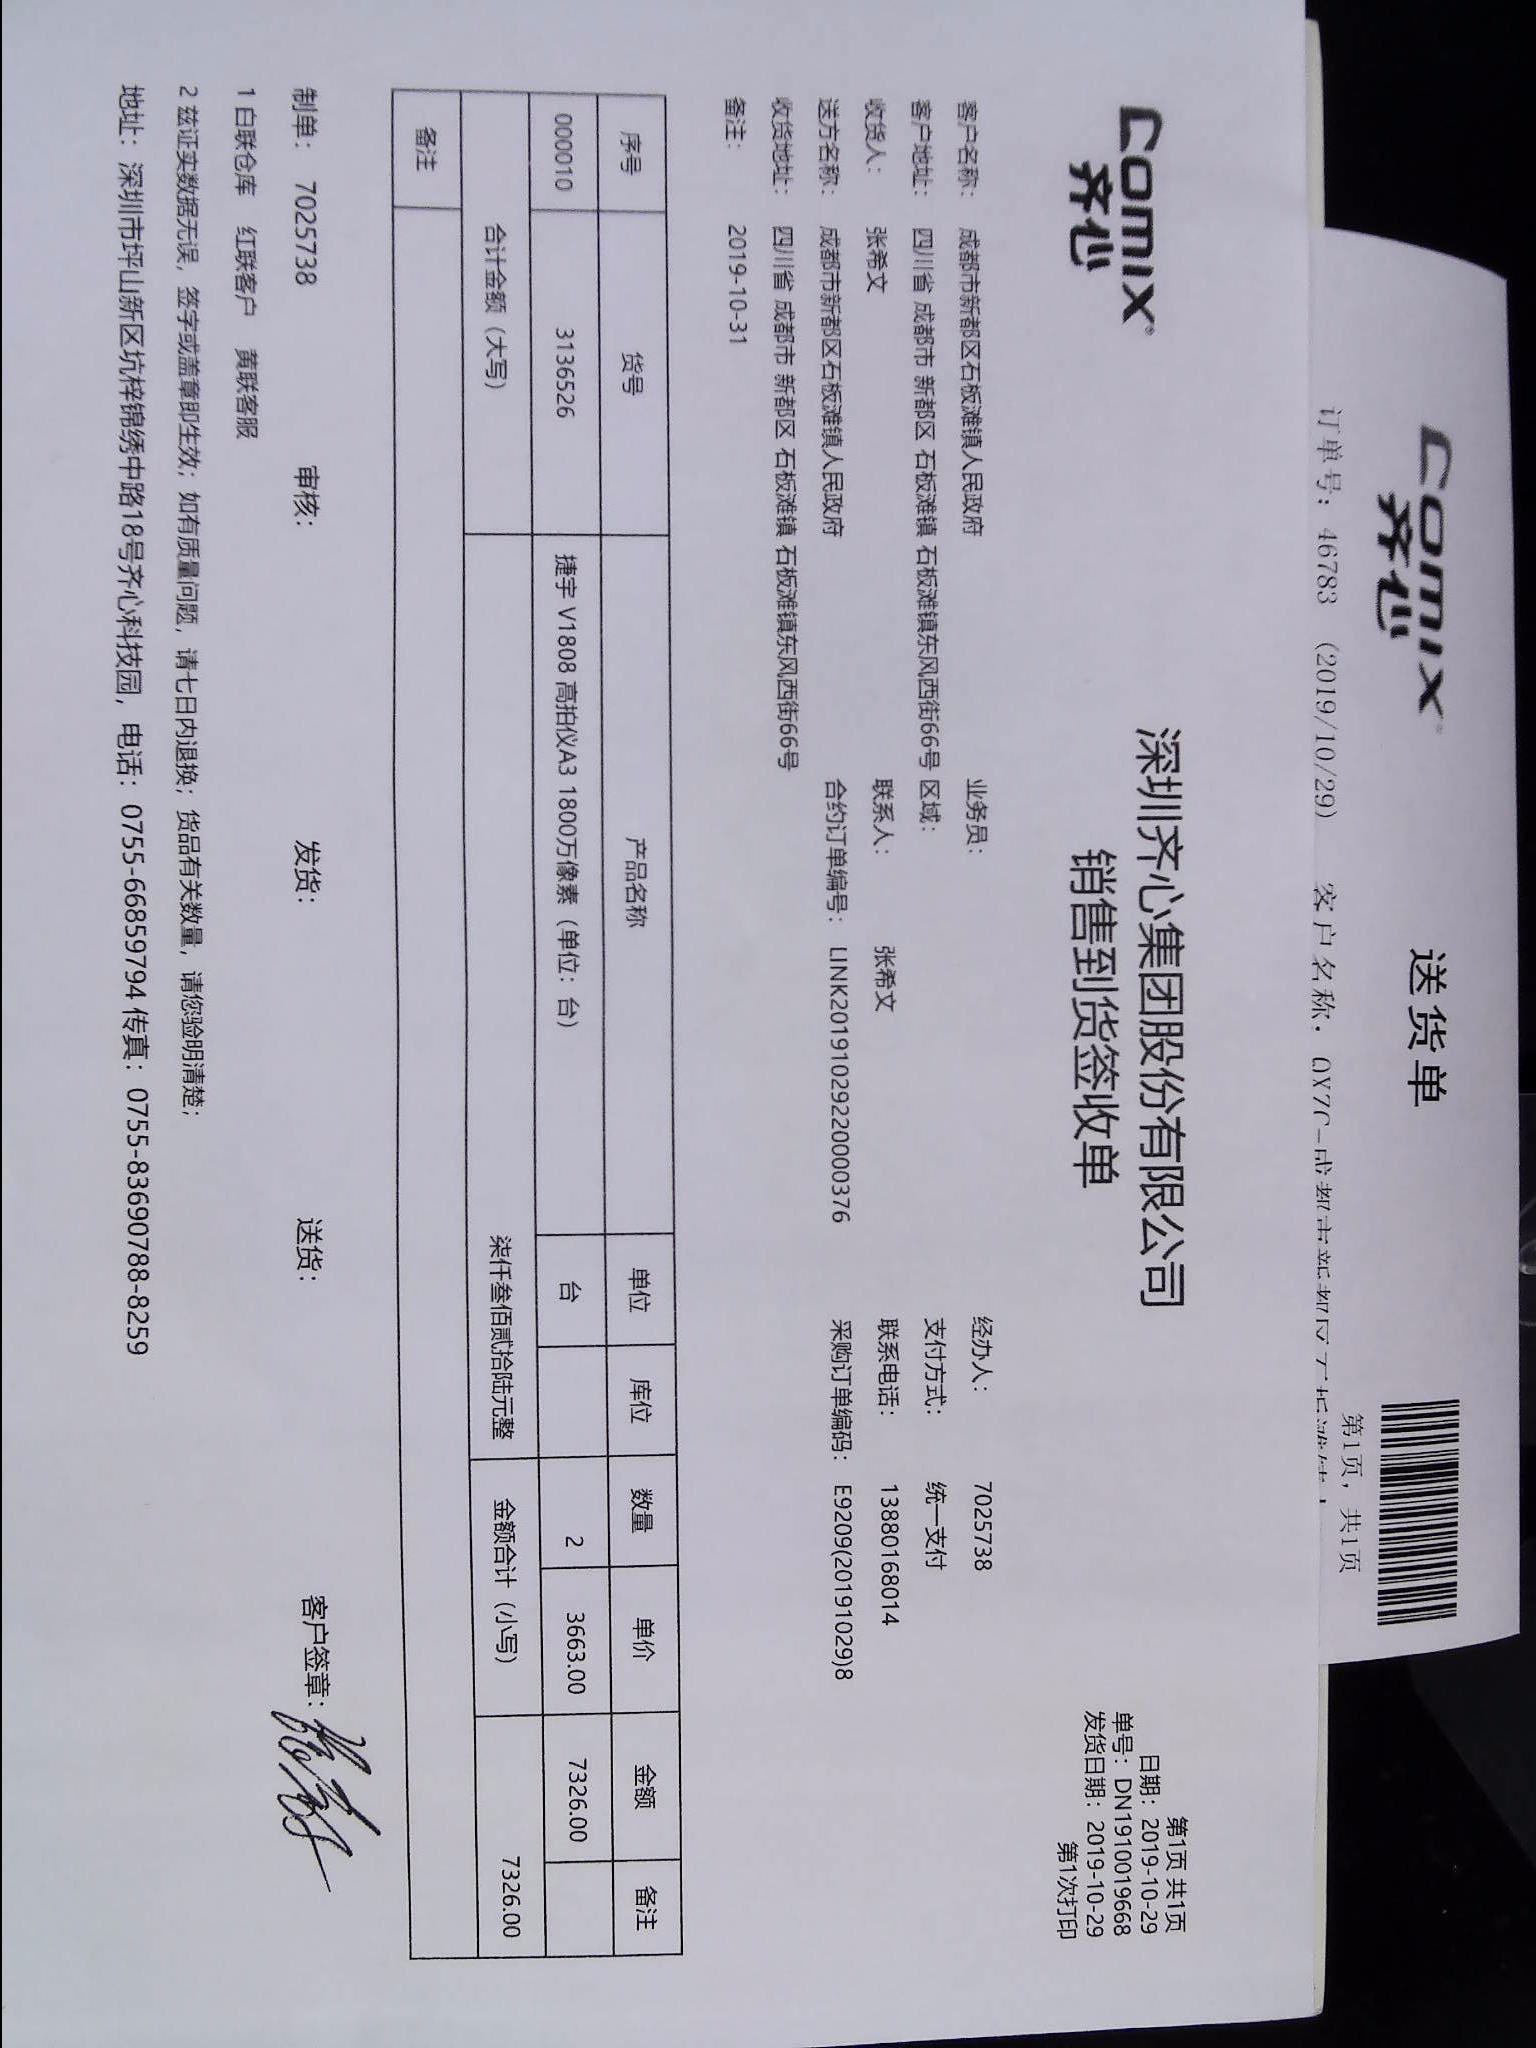 COMIX
齐心
送货单
第1页，共1页
订单号：46783 (2019/10/29) 客户名称：QXZC-成都市新都区石板滩镇人
COMIX
齐心
深圳齐心集团股份有限公司
销售到货签收单
第1页 共1页
日期：2019-10-29
单号：DN1910019668
发货日期：2019-10-29
第1次打印
客户名称： 成都市新都区石板滩镇人民政府 业务员： 经办人： 7025738
客户地址： 四川省 成都市 新都区 石板滩镇 石板滩镇东风西街66号 区域： 支付方式： 统一支付
收货人： 张希文 联系人： 张希文 联系电话： 13880168014
送方名称： 成都市新都区石板滩镇人民政府 合约订单编号： LINK2019102922000​0376 采购订单编码： E9209(20191029)8
收货地址： 四川省 成都市 新都区 石板滩镇 石板滩镇东风西街66号
备注： 2019-10-31
序号 货号 产品名称 单位 库位 数量 单价 金额 备注
000010 3136526 捷宇 V1808 高拍仪A3 1800万像素（单位：台） 台 2 3663.00 7326.00
合计金额（大写） 柒仟叁佰贰拾陆元整 金额合计（小写） 7326.00
备注
制单： 7025738 审核： 发货： 送货： 客户签章：
1 白联仓库 红联客户 黄联客服
2 兹证实数据无误，签字或盖章即生效；如有质量问题，请七日内退换；货品有关数量，请您验明清楚；
地址： 深圳市坪山新区坑梓锦绣中路18号齐心科技园，电话：0755-66859794 传真：0755-83690788-8259